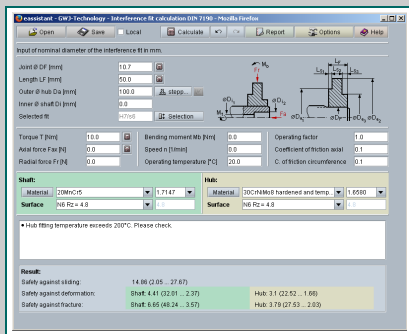 eassistant - GWJ-Technology - Interference fit calculation DIN 7190 - Mozilla Firefox
Open Save Local Calculate Report Options Help
Input of nominal diameter of the interference fit in mm.
Joint Ø DF [mm] 10.7
Length LF [mm] 50.0
Outer Ø hub Da [mm] 100.0 stepp...
Inner Ø shaft Di [mm] 0.0
Selected fit H7/s8 Selection
Torque T [Nm] 10.0 Bending moment Mb [Nm] 0.0 Operating factor 1.0
Axial force Fax [N] 0.0 Speed n [1/min] 0.0 Coefficient of friction axial 0.1
Radial force Fr [N] 0.0 Operating temperature [°C] 20.0 C. of friction circumference 0.1
Shaft: Hub:
Material 20MnCr5 1.7147 Material 30CrNiMo8 hardened and temp... 1.6580
Surface N6 Rz = 4.8 4.8 Surface N6 Rz = 4.8 4.8
• Hub fitting temperature exceeds 200°C. Please check.
Result:
Safety against sliding: 14.86 (2.05 ... 27.67)
Safety against deformation: Shaft: 4.41 (32.01 ... 2.37) Hub: 3.1 (22.52 ... 1.66)
Safety against fracture: Shaft: 6.65 (48.24 ... 3.57) Hub: 3.79 (27.53 ... 2.03)